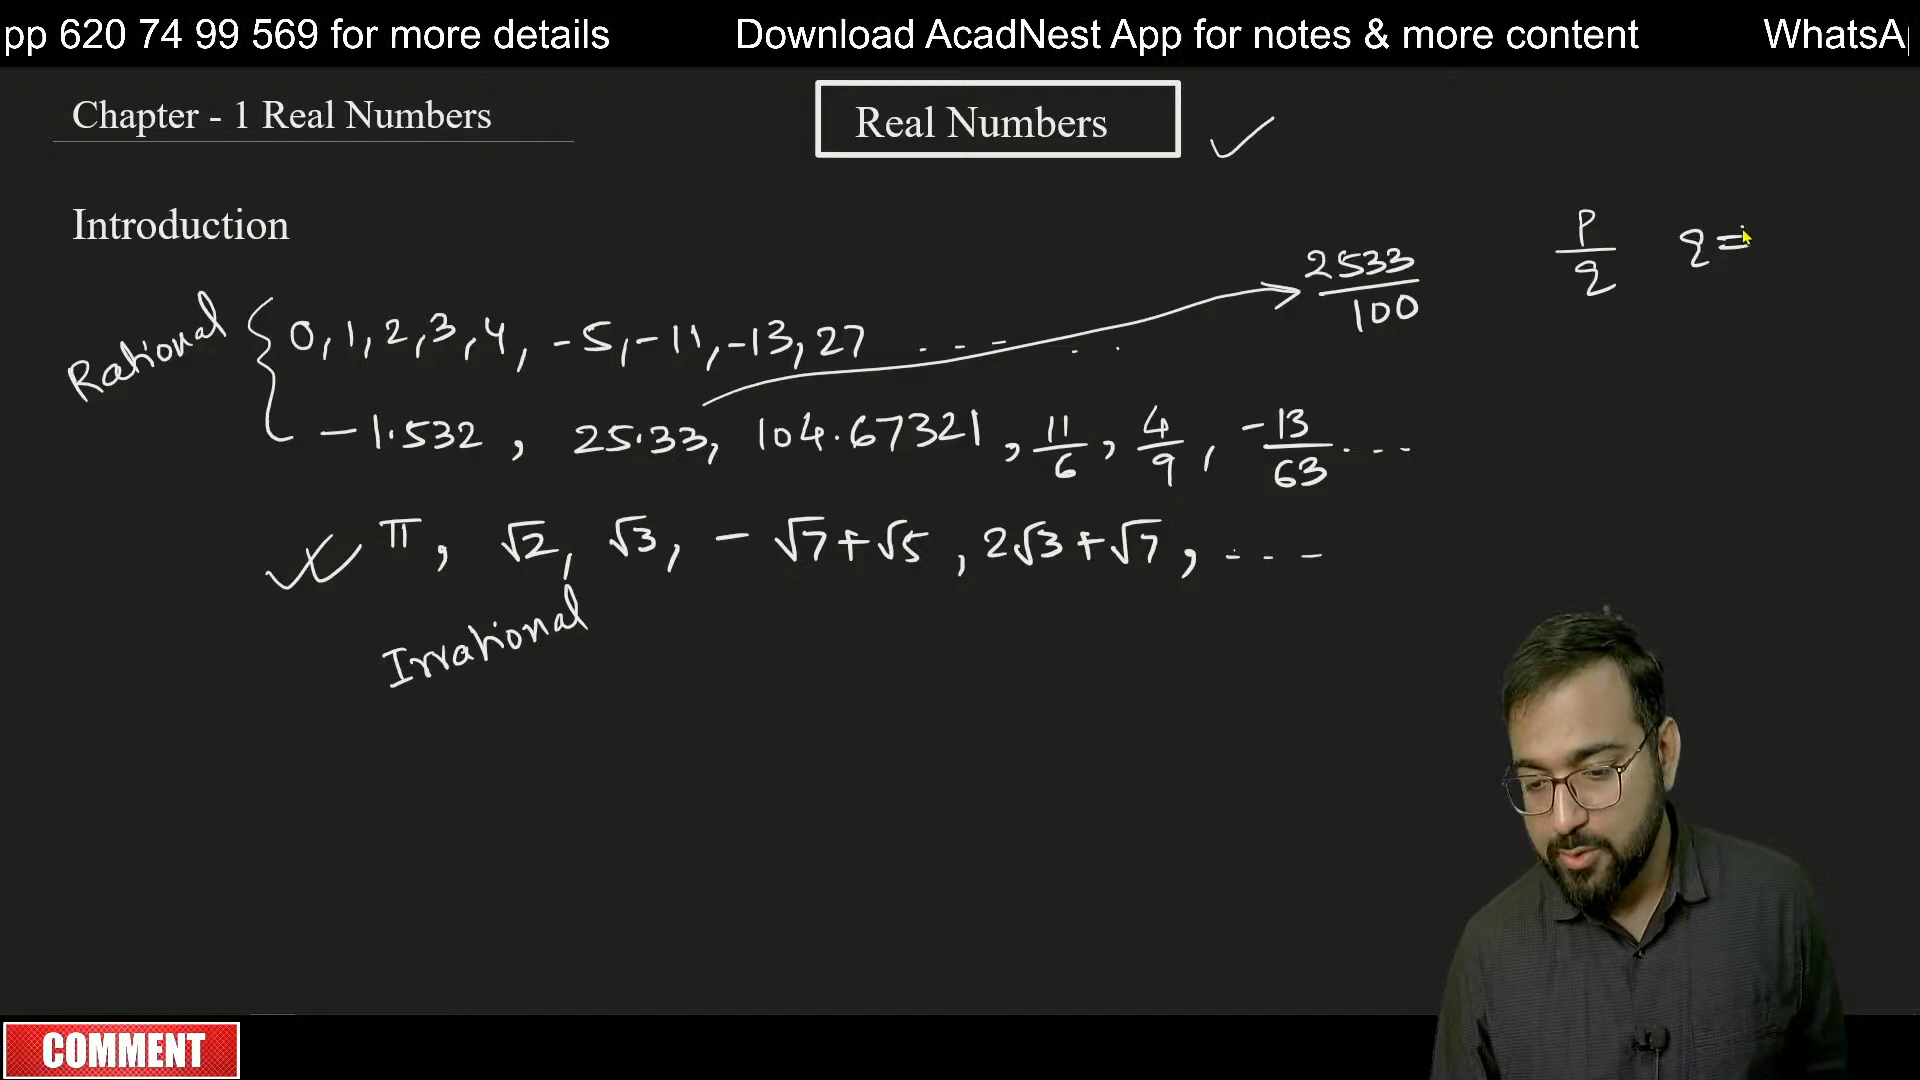 pp 620 74 99 569 for more details Download AcadNest App for notes & more content WhatsA
Chapter - 1 Real Numbers
Real Numbers
Introduction
p/q q=
2533/100
Rational { 0, 1, 2, 3, 4, -5, -11, -13, 27 ... ..
-1.532, 25.33, 104.67321, 11/6, 4/9, -13/63 ...
π, √2, √3, -√7+√5, 2√3+√7, ...
Irrational
COMMENT